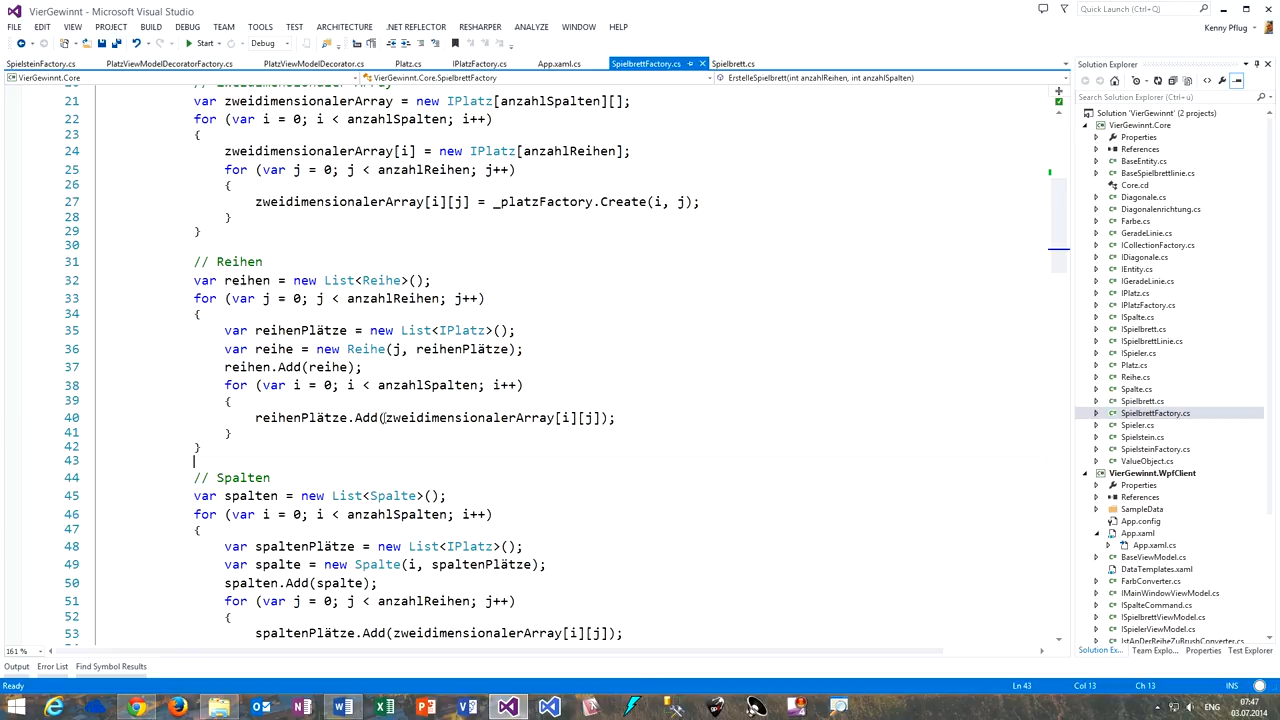 VierGewinnt - Microsoft Visual Studio
Quick Launch (Ctrl+Q)
FILE EDIT VIEW PROJECT BUILD DEBUG TEAM TOOLS TEST ARCHITECTURE .NET REFLECTOR RESHARPER ANALYZE WINDOW HELP
Kenny Pflug
Start Debug
SpielsteinFactory.cs PlatzViewModelDecoratorFactory.cs PlatzViewModelDecorator.cs Platz.cs IPlatzFactory.cs App.xaml.cs SpielbrettFactory.cs Spielbrett.cs
VierGewinnt.Core VierGewinnt.Core.SpielbrettFactory ErstelleSpielbrett(int anzahlReihen, int anzahlSpalten)
21 var zweidimensionalerArray = new IPlatz[anzahlSpalten][];
22 for (var i = 0; i < anzahlSpalten; i++)
23 {
24 zweidimensionalerArray[i] = new IPlatz[anzahlReihen];
25 for (var j = 0; j < anzahlReihen; j++)
26 {
27 zweidimensionalerArray[i][j] = _platzFactory.Create(i, j);
28 }
29 }
30
31 // Reihen
32 var reihen = new List<Reihe>();
33 for (var j = 0; j < anzahlReihen; j++)
34 {
35 var reihenPlätze = new List<IPlatz>();
36 var reihe = new Reihe(j, reihenPlätze);
37 reihen.Add(reihe);
38 for (var i = 0; i < anzahlSpalten; i++)
39 {
40 reihenPlätze.Add(zweidimensionalerArray[i][j]);
41 }
42 }
43
44 // Spalten
45 var spalten = new List<Spalte>();
46 for (var i = 0; i < anzahlSpalten; i++)
47 {
48 var spaltenPlätze = new List<IPlatz>();
49 var spalte = new Spalte(i, spaltenPlätze);
50 spalten.Add(spalte);
51 for (var j = 0; j < anzahlReihen; j++)
52 {
53 spaltenPlätze.Add(zweidimensionalerArray[i][j]);
161 %
Solution Explorer
Search Solution Explorer (Ctrl+ü)
Solution 'VierGewinnt' (2 projects)
VierGewinnt.Core
Properties
References
BaseEntity.cs
BaseSpielbrettlinie.cs
Core.cd
Diagonale.cs
Diagonalenrichtung.cs
Farbe.cs
GeradeLinie.cs
ICollectionFactory.cs
IDiagonale.cs
IEntity.cs
IGeradeLinie.cs
IPlatz.cs
IPlatzFactory.cs
ISpalte.cs
ISpielbrett.cs
ISpielbrettLinie.cs
ISpieler.cs
Platz.cs
Reihe.cs
Spalte.cs
Spielbrett.cs
SpielbrettFactory.cs
Spieler.cs
Spielstein.cs
SpielsteinFactory.cs
ValueObject.cs
VierGewinnt.WpfClient
Properties
References
SampleData
App.config
App.xaml
App.xaml.cs
BaseViewModel.cs
DataTemplates.xaml
FarbConverter.cs
IMainWindowViewModel.cs
ISpalteCommand.cs
ISpielbrettViewModel.cs
ISpielerViewModel.cs
IstAnDerReiheZuBrushConverter.cs
Solution Ex... Team Explo... Properties Test Explorer
Output Error List Find Symbol Results
Ready Ln 43 Col 13 Ch 13 INS
ENG 07:47
03.07.2014